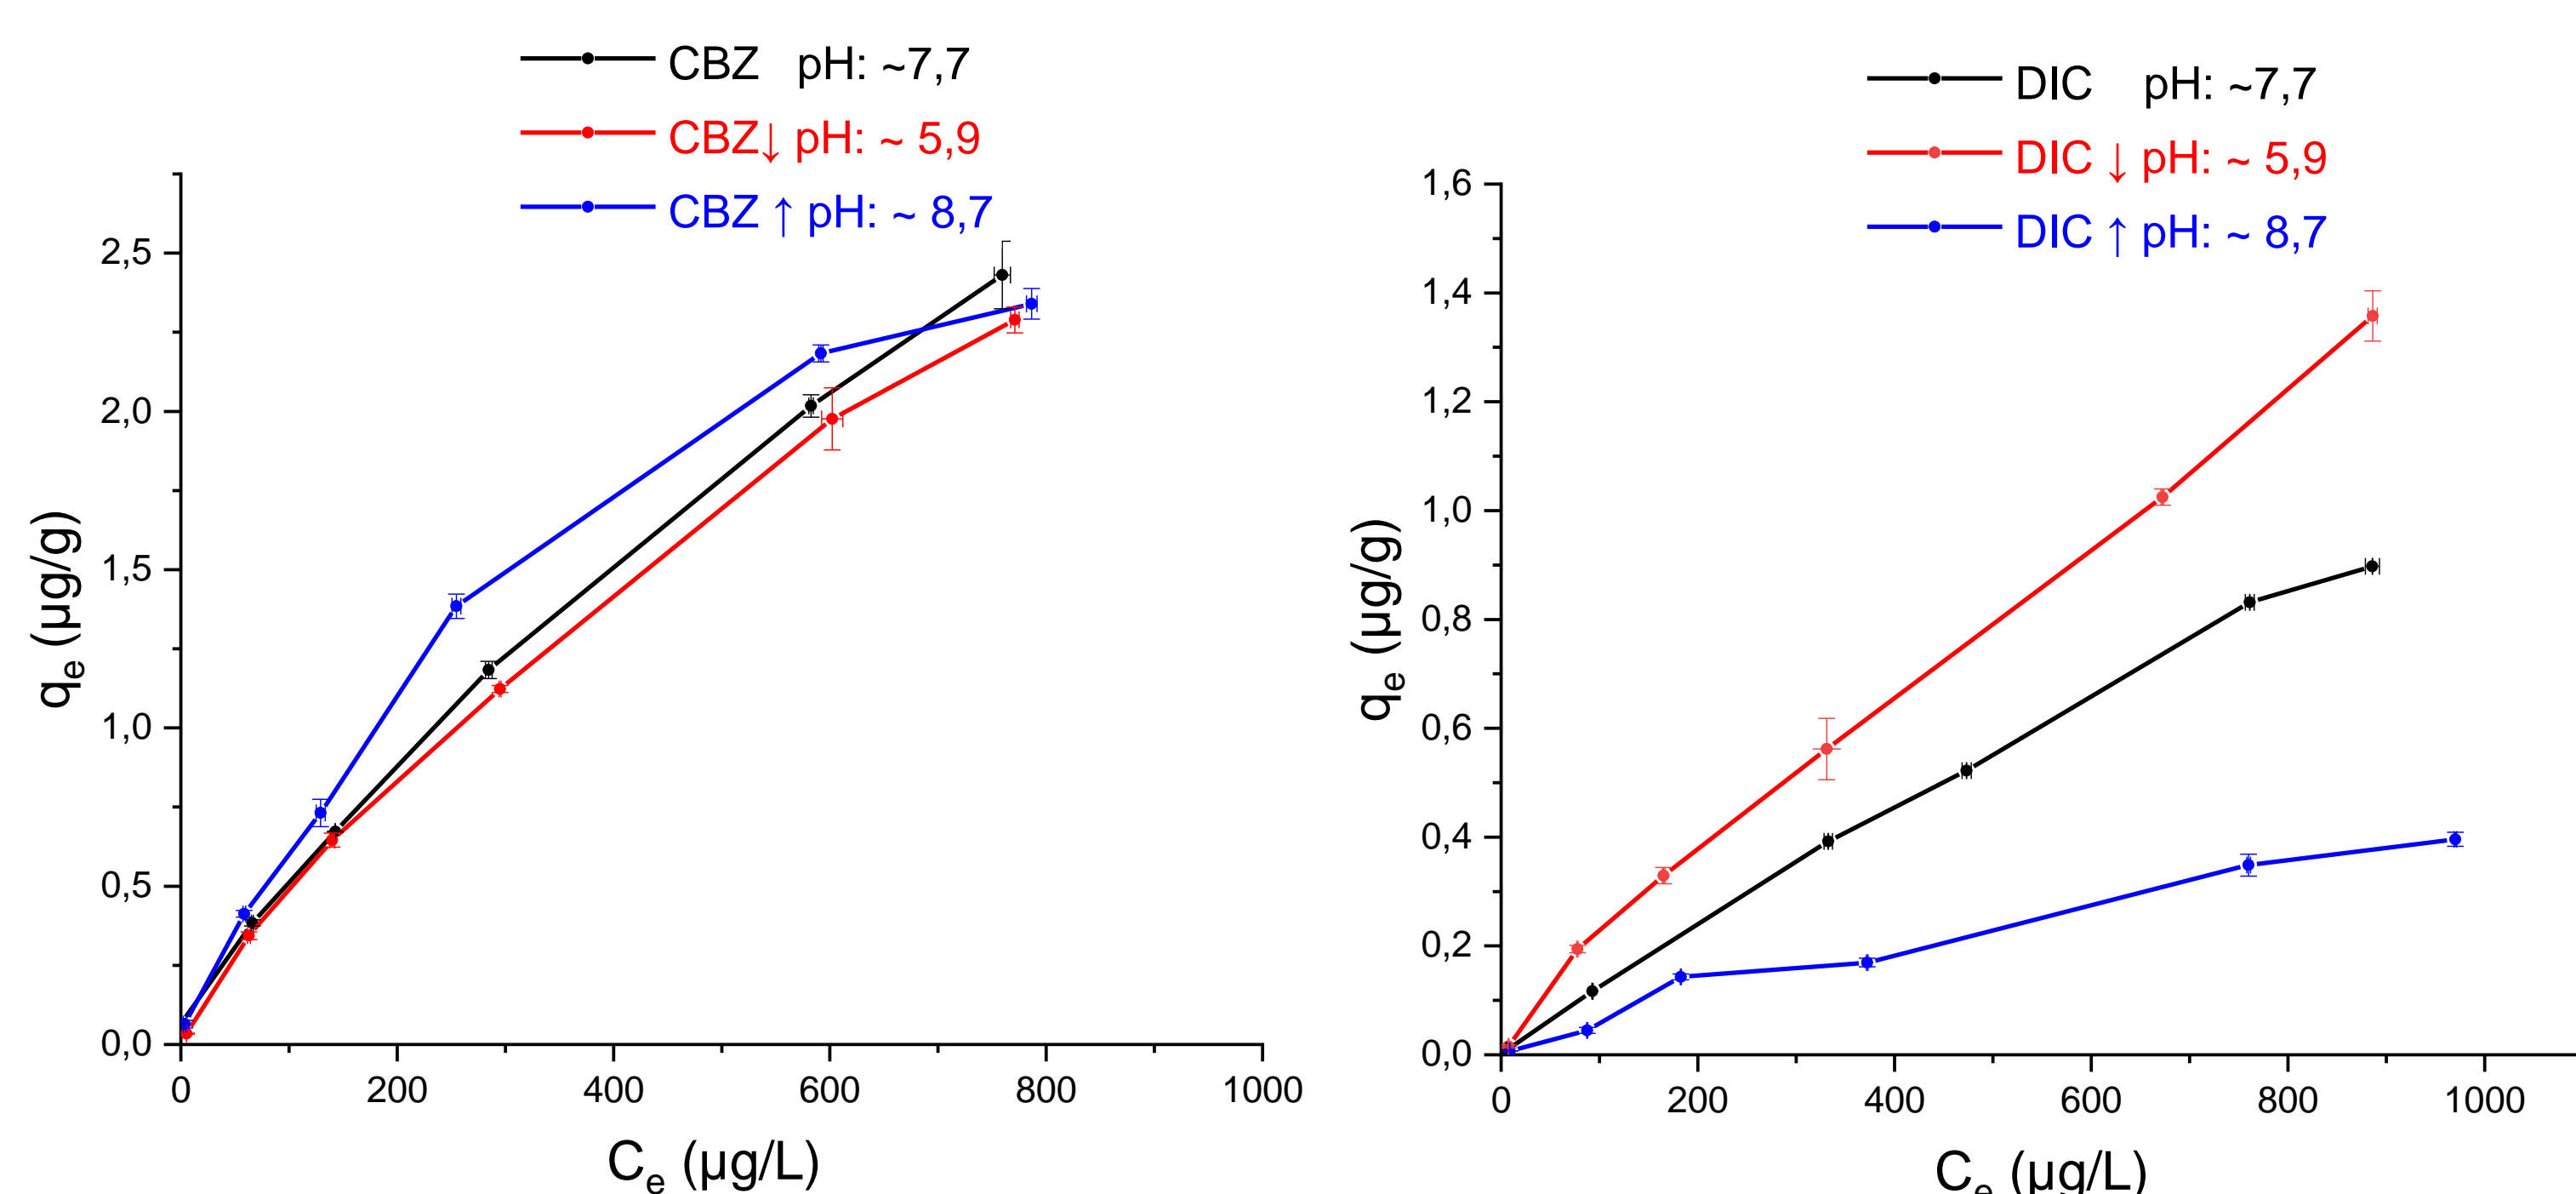 CBZ pH: ~7,7
CBZ↓ pH: ~ 5,9
CBZ ↑ pH: ~ 8,7
2,5
2,0
1,5
1,0
0,5
0,0
qe (µg/g)
0 200 400 600 800 1000
Ce (µg/L)
DIC pH: ~7,7
DIC ↓ pH: ~ 5,9
DIC ↑ pH: ~ 8,7
1,6
1,4
1,2
1,0
0,8
0,6
0,4
0,2
0,0
qe (µg/g)
0 200 400 600 800 1000
Ce (µg/L)